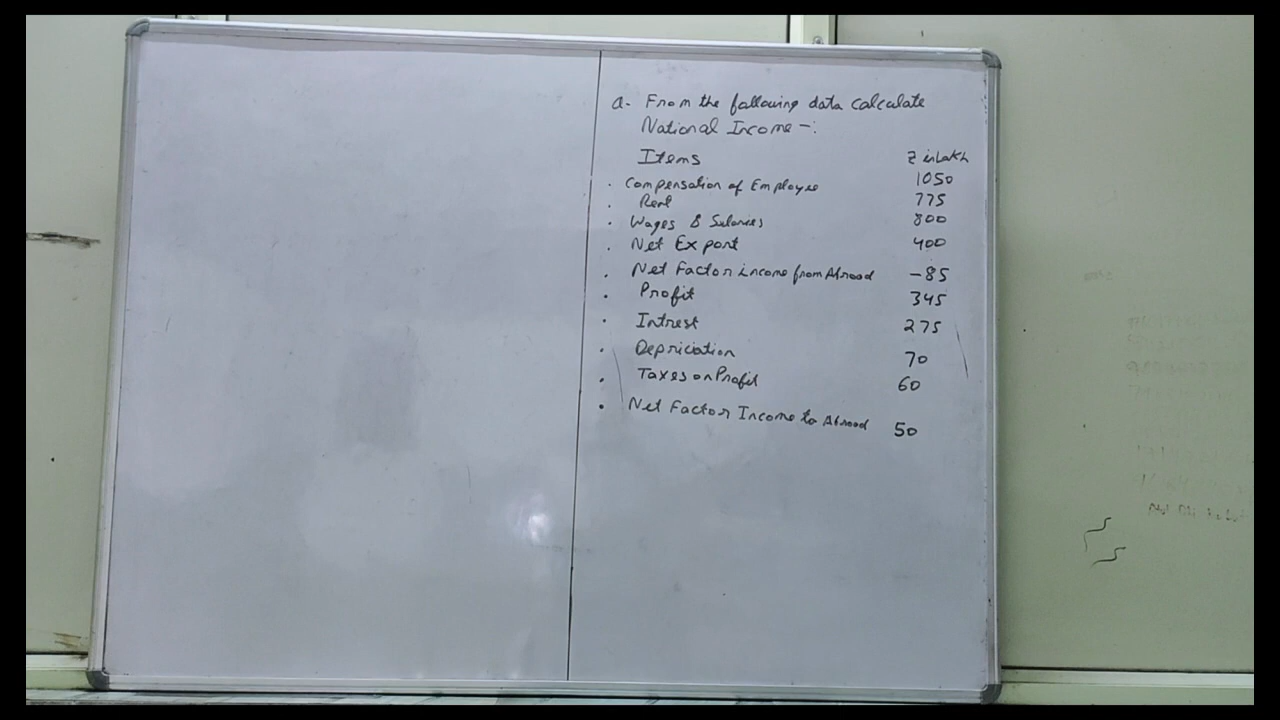 Q- From the following data calculate
National Income -:
Items ₹ in Lakh
. Compensation of Employee 1050
. Rent 775
. Wages & Salaries 800
. Net Export 400
. Net Factor income from Abroad -85
. Profit 345
. Intrest 275
. Depriciation 70
. Taxes on Profit 60
. Net Factor Income to Abroad 50